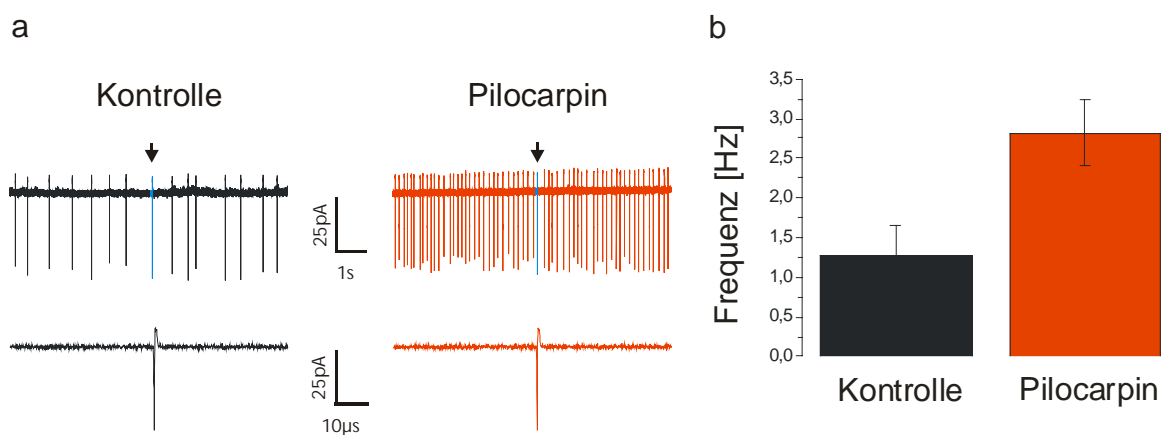 a
Kontrolle
Pilocarpin
25pA
1s
25pA
10µs
b
Frequenz [Hz]
3,5
3,0
2,5
2,0
1,5
1,0
0,5
0,0
Kontrolle
Pilocarpin